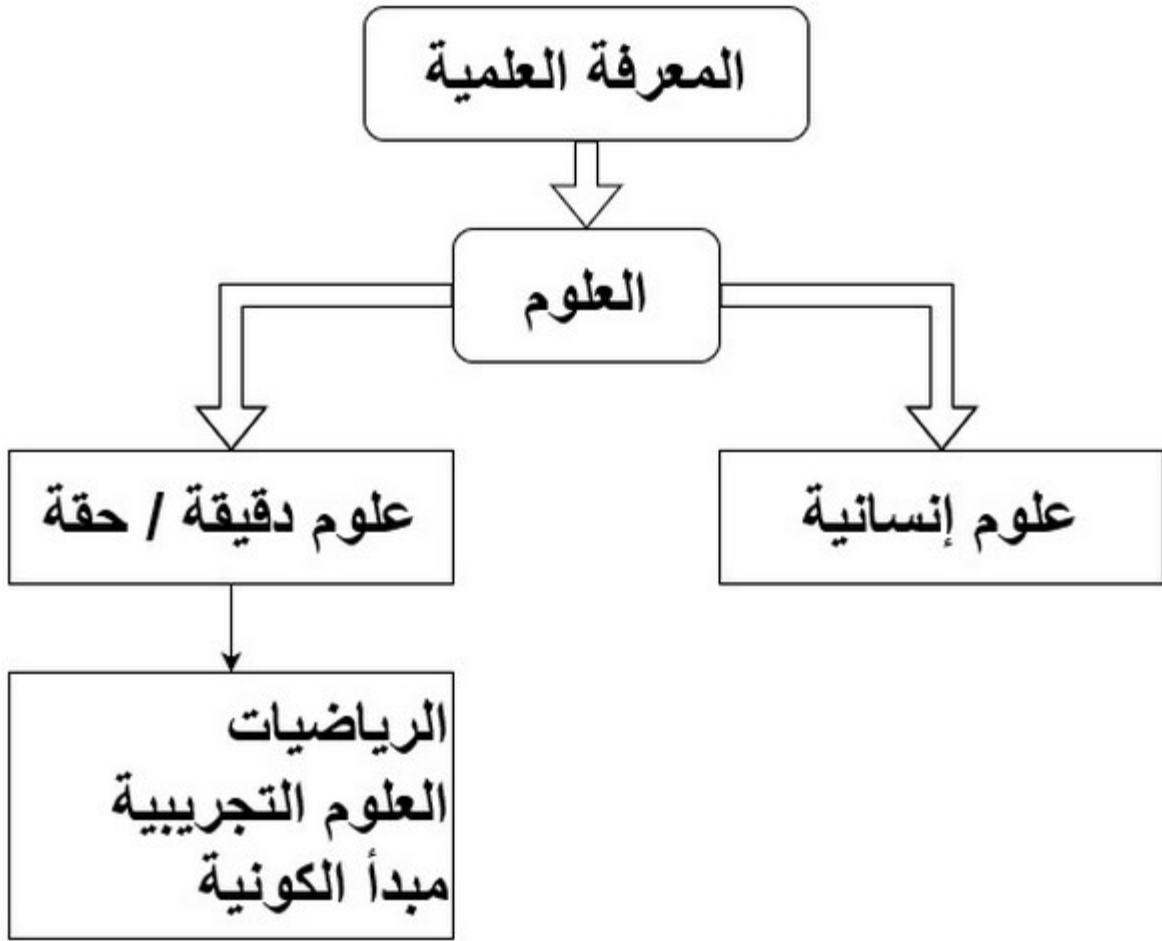 المعرفة العلمية
العلوم
علوم إنسانية
علوم دقيقة / حقة
الرياضيات
العلوم التجريبية
مبدأ الكونية